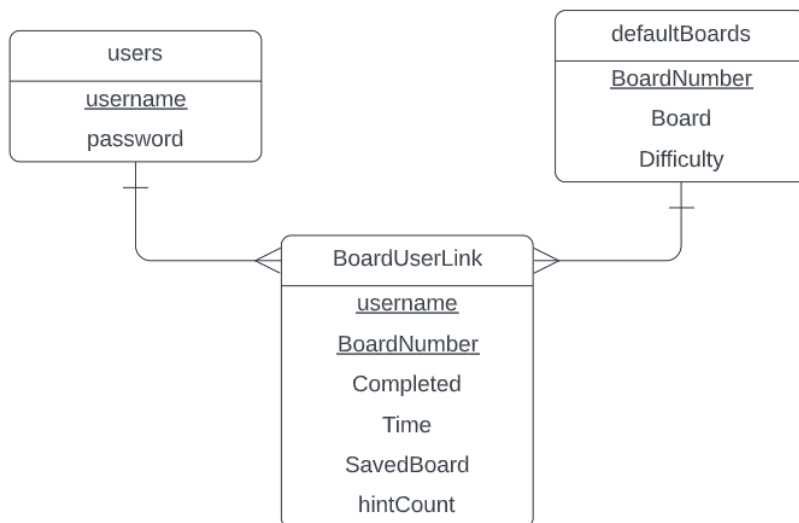 users
username
password
defaultBoards
BoardNumber
Board
Difficulty
BoardUserLink
username
BoardNumber
Completed
Time
SavedBoard
hintCount